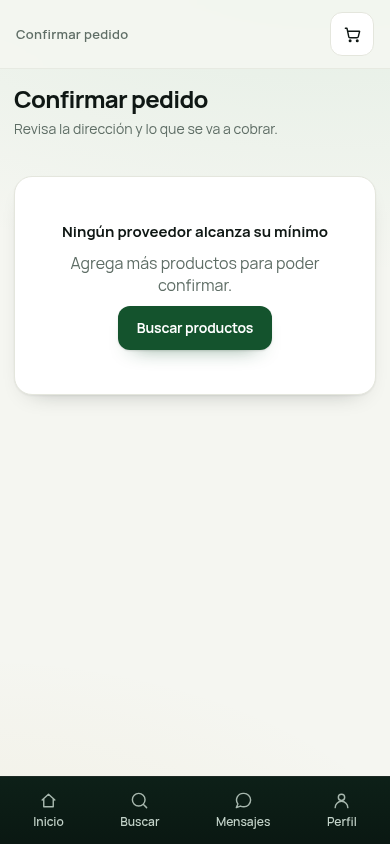 Confirmar pedido
Confirmar pedido
Revisa la dirección y lo que se va a cobrar.
Ningún proveedor alcanza su mínimo
Agrega más productos para poder
confirmar.
Buscar productos
Inicio
Buscar
Mensajes
Perfil